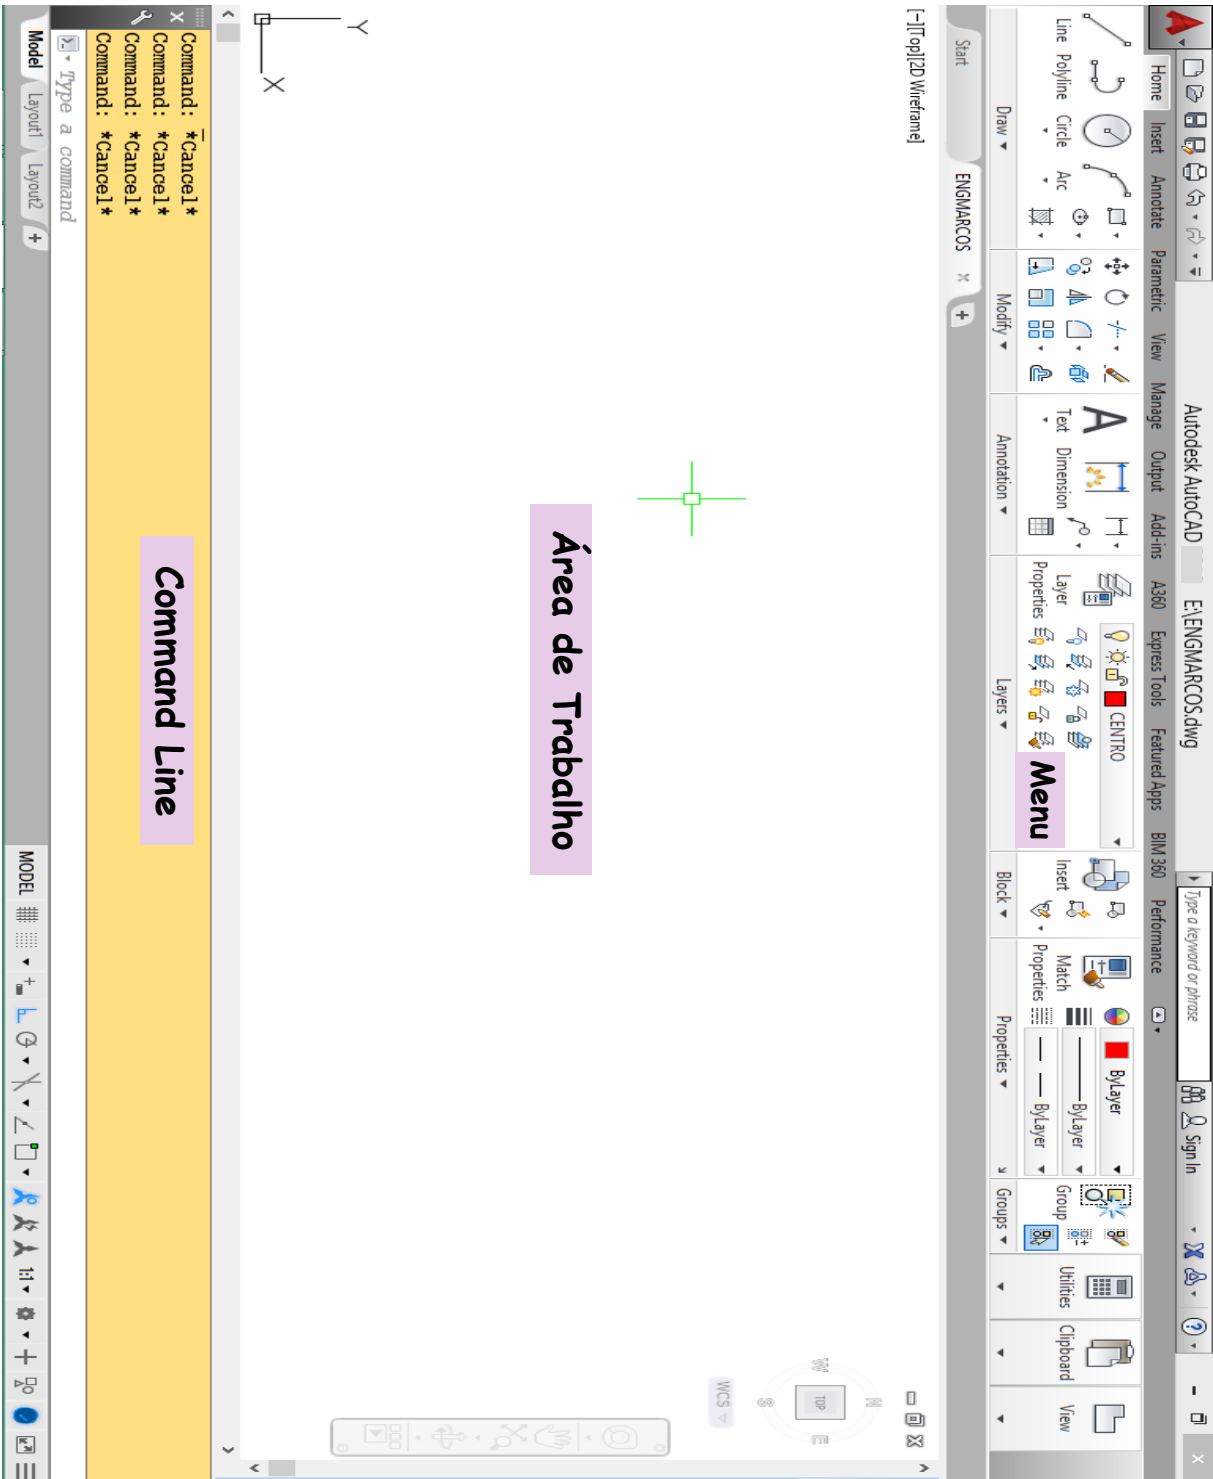 Autodesk AutoCAD E:\ENGMARCOS.dwg
Type a keyword or phrase
Sign In
Home Insert Annotate Parametric View Manage Output Add-ins A360 Express Tools Featured Apps BIM 360 Performance
Line Polyline Circle Arc
Text Dimension
Layer Properties
CENTRO
Insert
Match Properties
ByLayer
ByLayer
ByLayer
Group
Utilities
Clipboard
View
Menu
Draw Modify Annotation Layers Block Properties Groups
Start ENGMARCOS
[–][Top][2D Wireframe]
N
W TOP E
S
WCS
Área de Trabalho
Y
X
Command: *Cancel*
Command: *Cancel*
Command: *Cancel*
Command: *Cancel*
Command Line
Type a command
Model Layout1 Layout2 +
MODEL 1:1